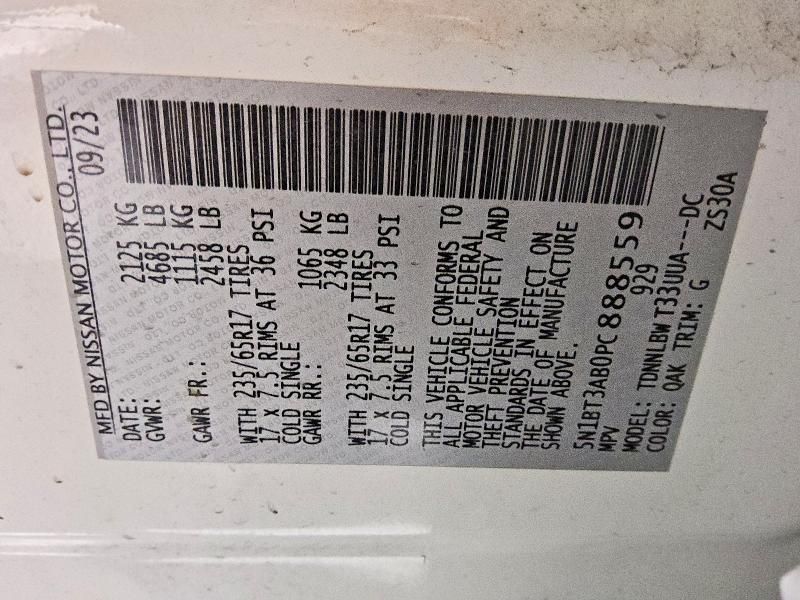 MFD BY NISSAN MOTOR CO., LTD.
DATE: 09/23
GVWR: 2125 KG
4685 LB
GAWR FR.: 1115 KG
2458 LB
WITH 235/65R17 TIRES
17 x 7.5 RIMS AT 36 PSI
COLD SINGLE
GAWR RR.: 1065 KG
2348 LB
WITH 235/65R17 TIRES
17 x 7.5 RIMS AT 33 PSI
COLD SINGLE
THIS VEHICLE CONFORMS TO
ALL APPLICABLE FEDERAL
MOTOR VEHICLE SAFETY AND
THEFT PREVENTION
STANDARDS IN EFFECT ON
THE DATE OF MANUFACTURE
SHOWN ABOVE.
5N1BT3AB0PC888559
MPV 929
MODEL: TDNNLBW T33UUA---DC
COLOR: QAK TRIM: G ZS30A